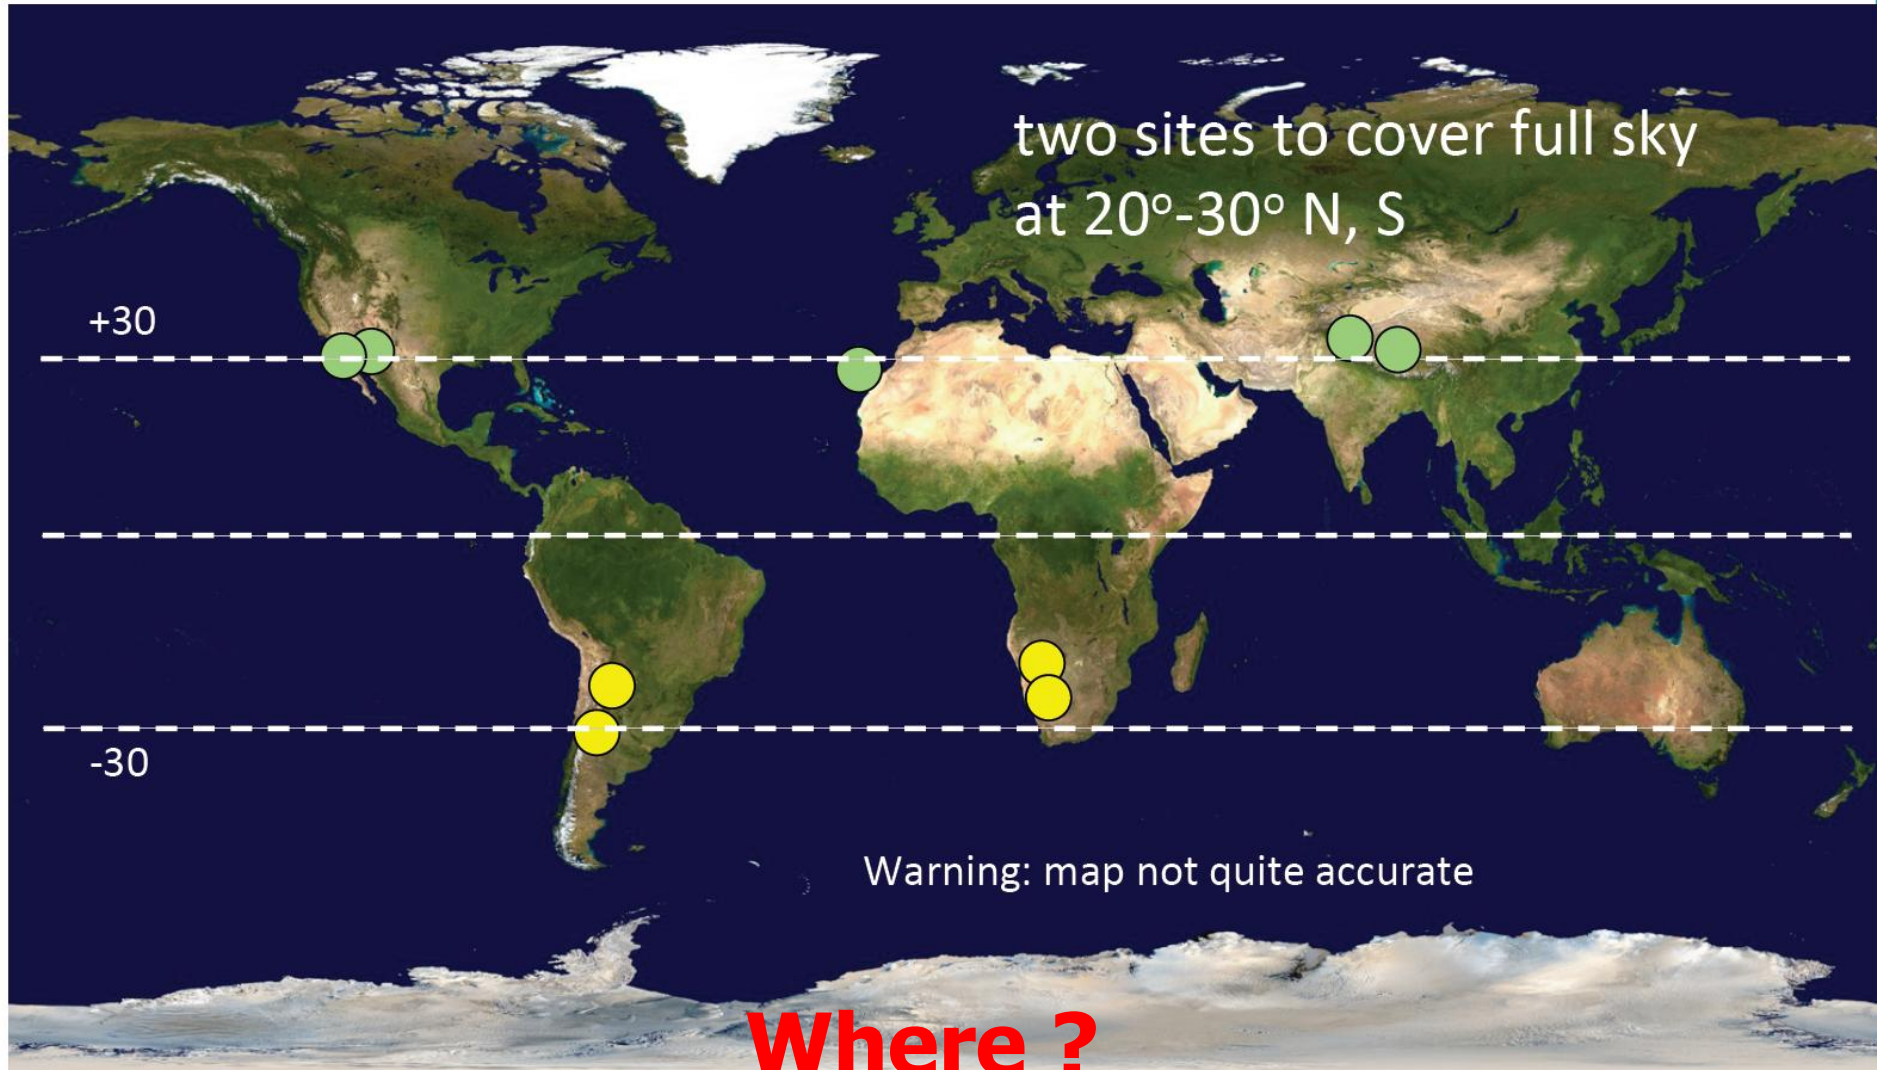 two sites to cover full sky
at 20°-30° N, S
+30
-30
Warning: map not quite accurate
Where ?